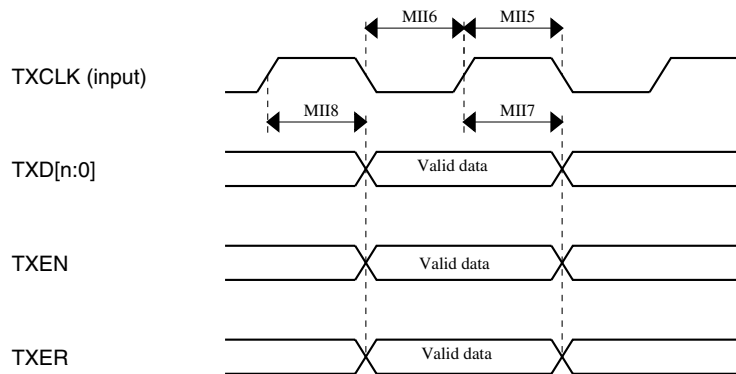 MII6 MII5
TXCLK (input)
MII8 MII7
TXD[n:0] Valid data
TXEN Valid data
TXER Valid data